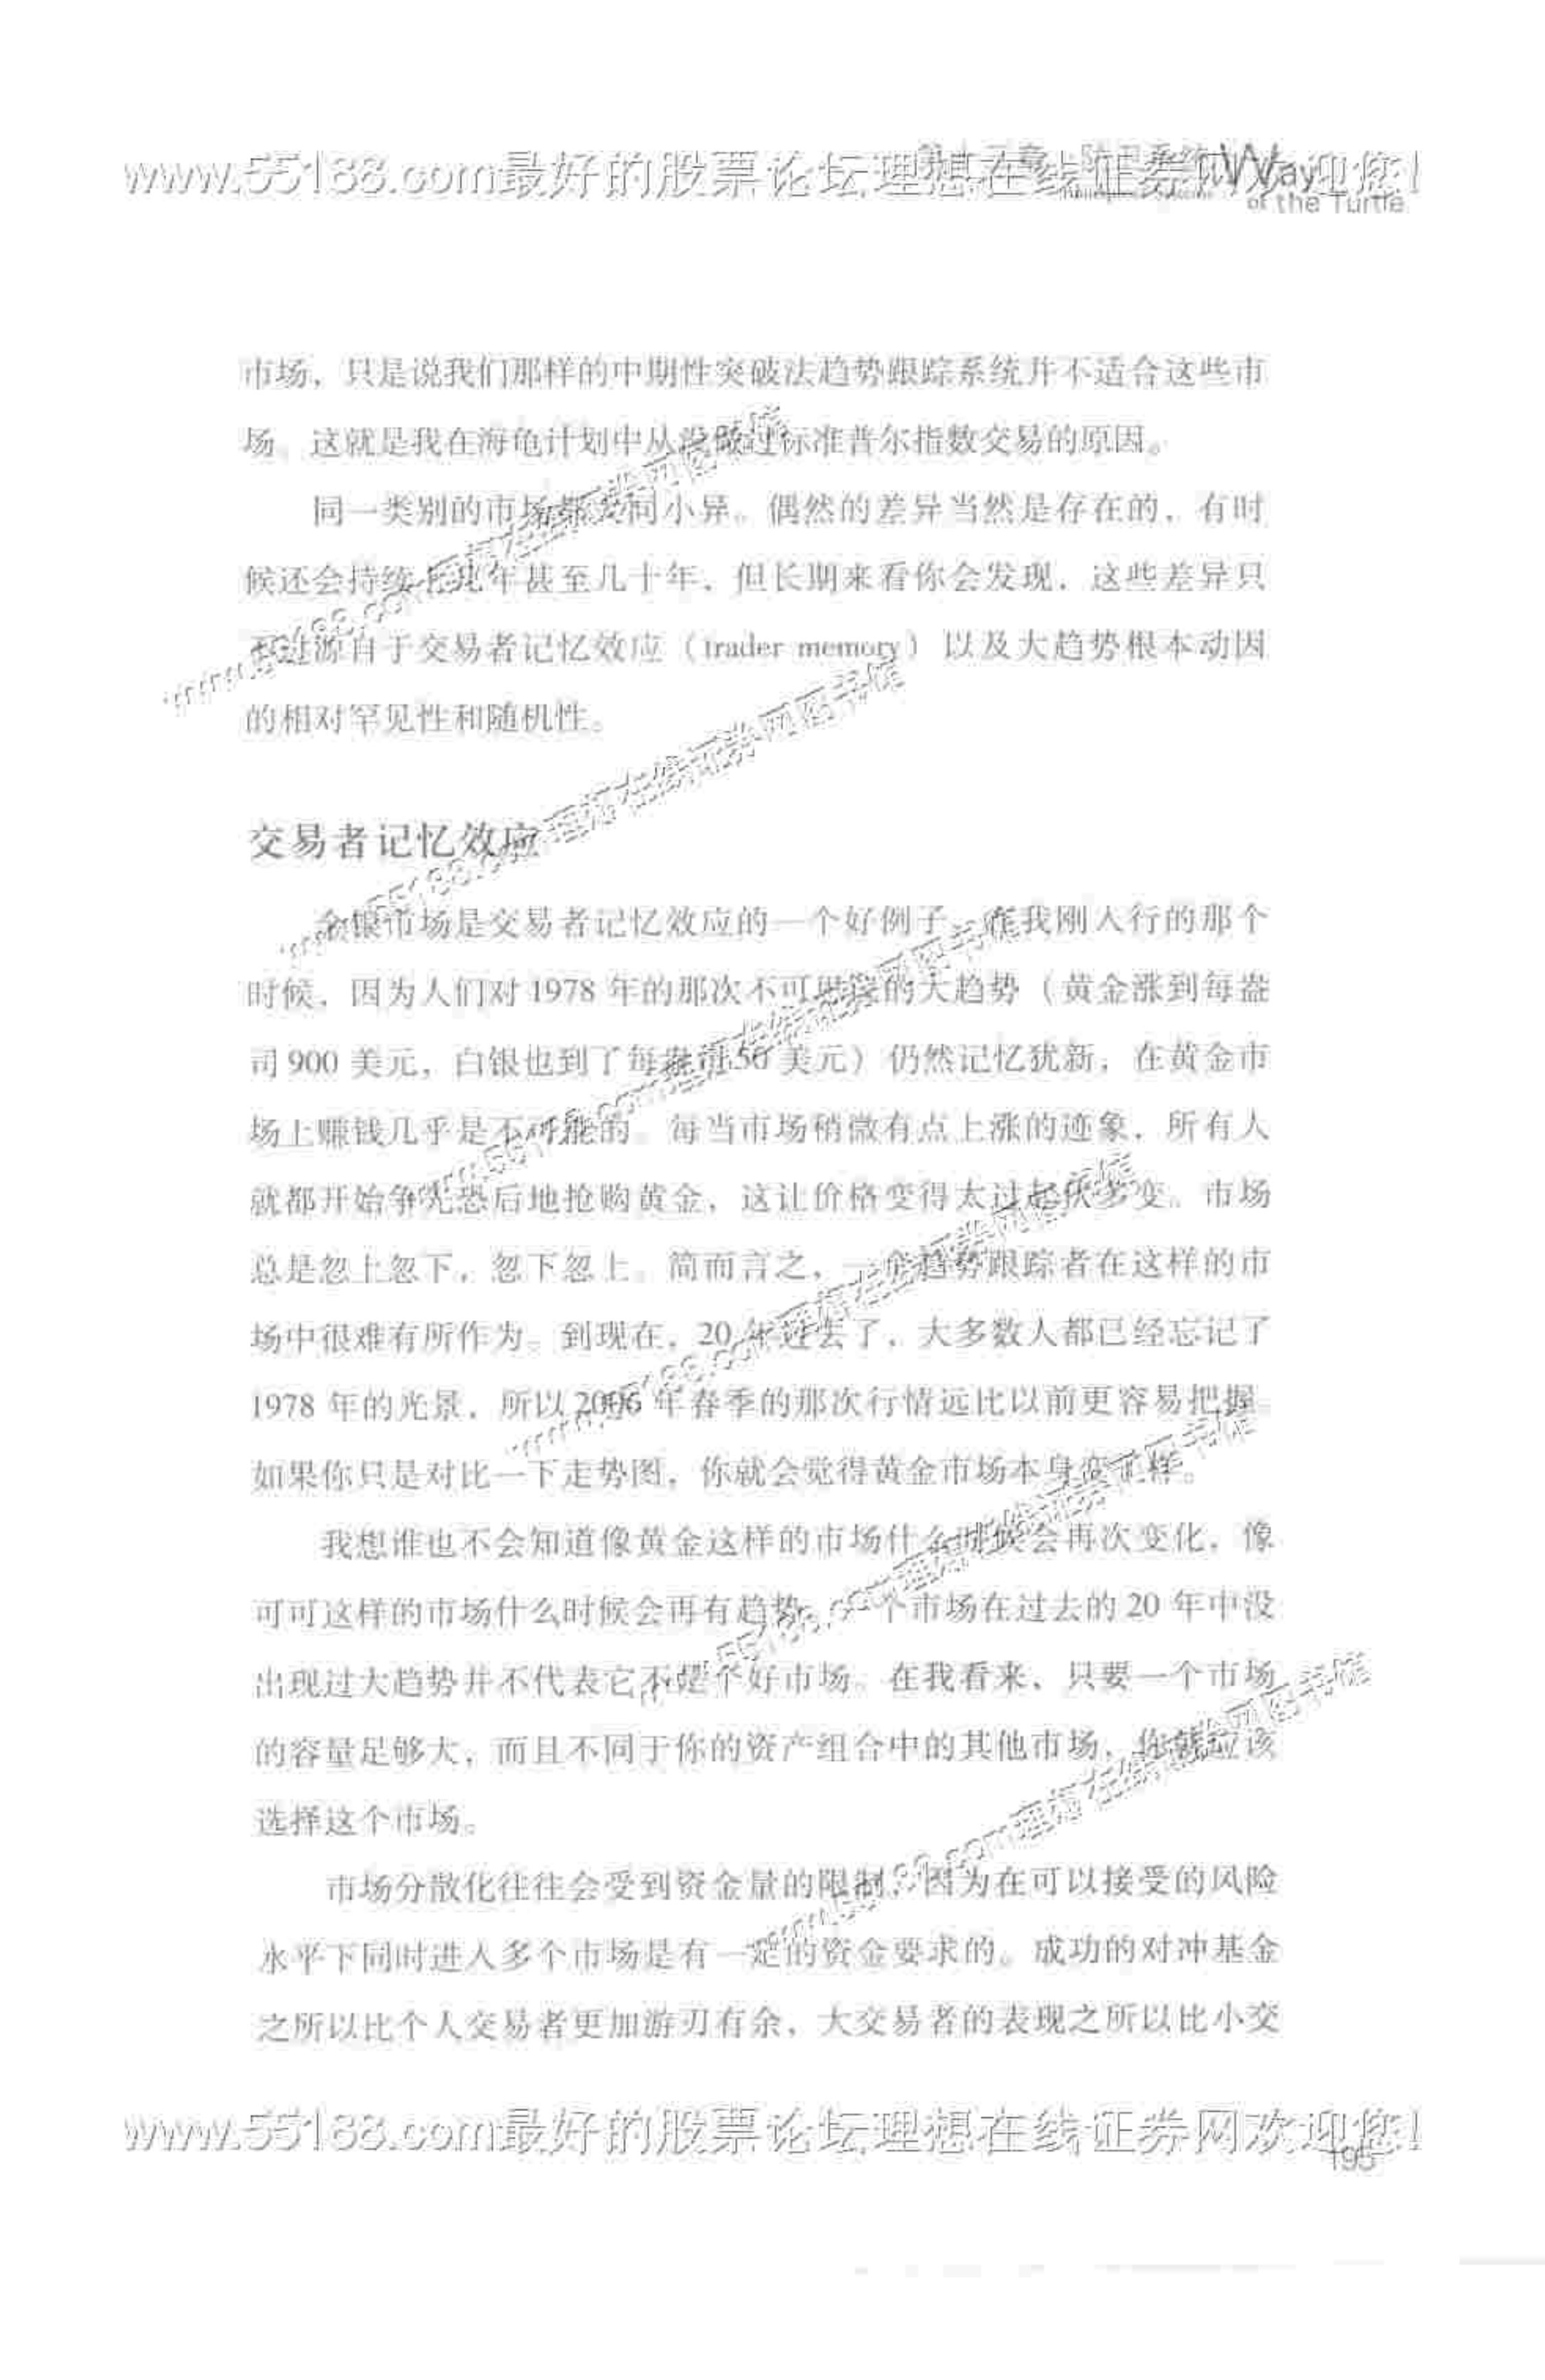 www.55188.com最好的股票论坛理想在线证券网欢迎您!
Way
of the Turtle
市场，只是说我们那样的中期性突破法趋势跟踪系统并不适合这些市
场。这就是我在海龟计划中从没做过标准普尔指数交易的原因。
同一类别的市场都大同小异。偶然的差异当然是存在的，有时
候还会持续上几年甚至几十年，但长期来看你会发现，这些差异只
不过源自于交易者记忆效应（trader memory）以及大趋势根本动因
的相对罕见性和随机性。
交易者记忆效应
金银市场是交易者记忆效应的一个好例子。在我刚入行的那个
时候，因为人们对 1978 年的那次不可思议的大趋势（黄金涨到每盎
司 900 美元，白银也到了每盎司 50 美元）仍然记忆犹新，在黄金市
场上赚钱几乎是不可能的。每当市场稍微有点上涨的迹象，所有人
就都开始争先恐后地抢购黄金，这让价格变得太过起伏多变。市场
总是忽上忽下，忽下忽上。简而言之，一个趋势跟踪者在这样的市
场中很难有所作为。到现在，20 年过去了，大多数人都已经忘记了
1978 年的光景，所以 2006 年春季的那次行情远比以前更容易把握。
如果你只是对比一下走势图，你就会觉得黄金市场本身变了样。
我想谁也不会知道像黄金这样的市场什么时候会再次变化，像
可可这样的市场什么时候会再有趋势。一个市场在过去的 20 年中没
出现过大趋势并不代表它不是个好市场。在我看来，只要一个市场
的容量足够大，而且不同于你的资产组合中的其他市场，你就应该
选择这个市场。
市场分散化往往会受到资金量的限制，因为在可以接受的风险
水平下同时进入多个市场是有一定的资金要求的。成功的对冲基金
之所以比个人交易者更加游刃有余，大交易者的表现之所以比小交
www.55188.com最好的股票论坛理想在线证券网欢迎您!
195